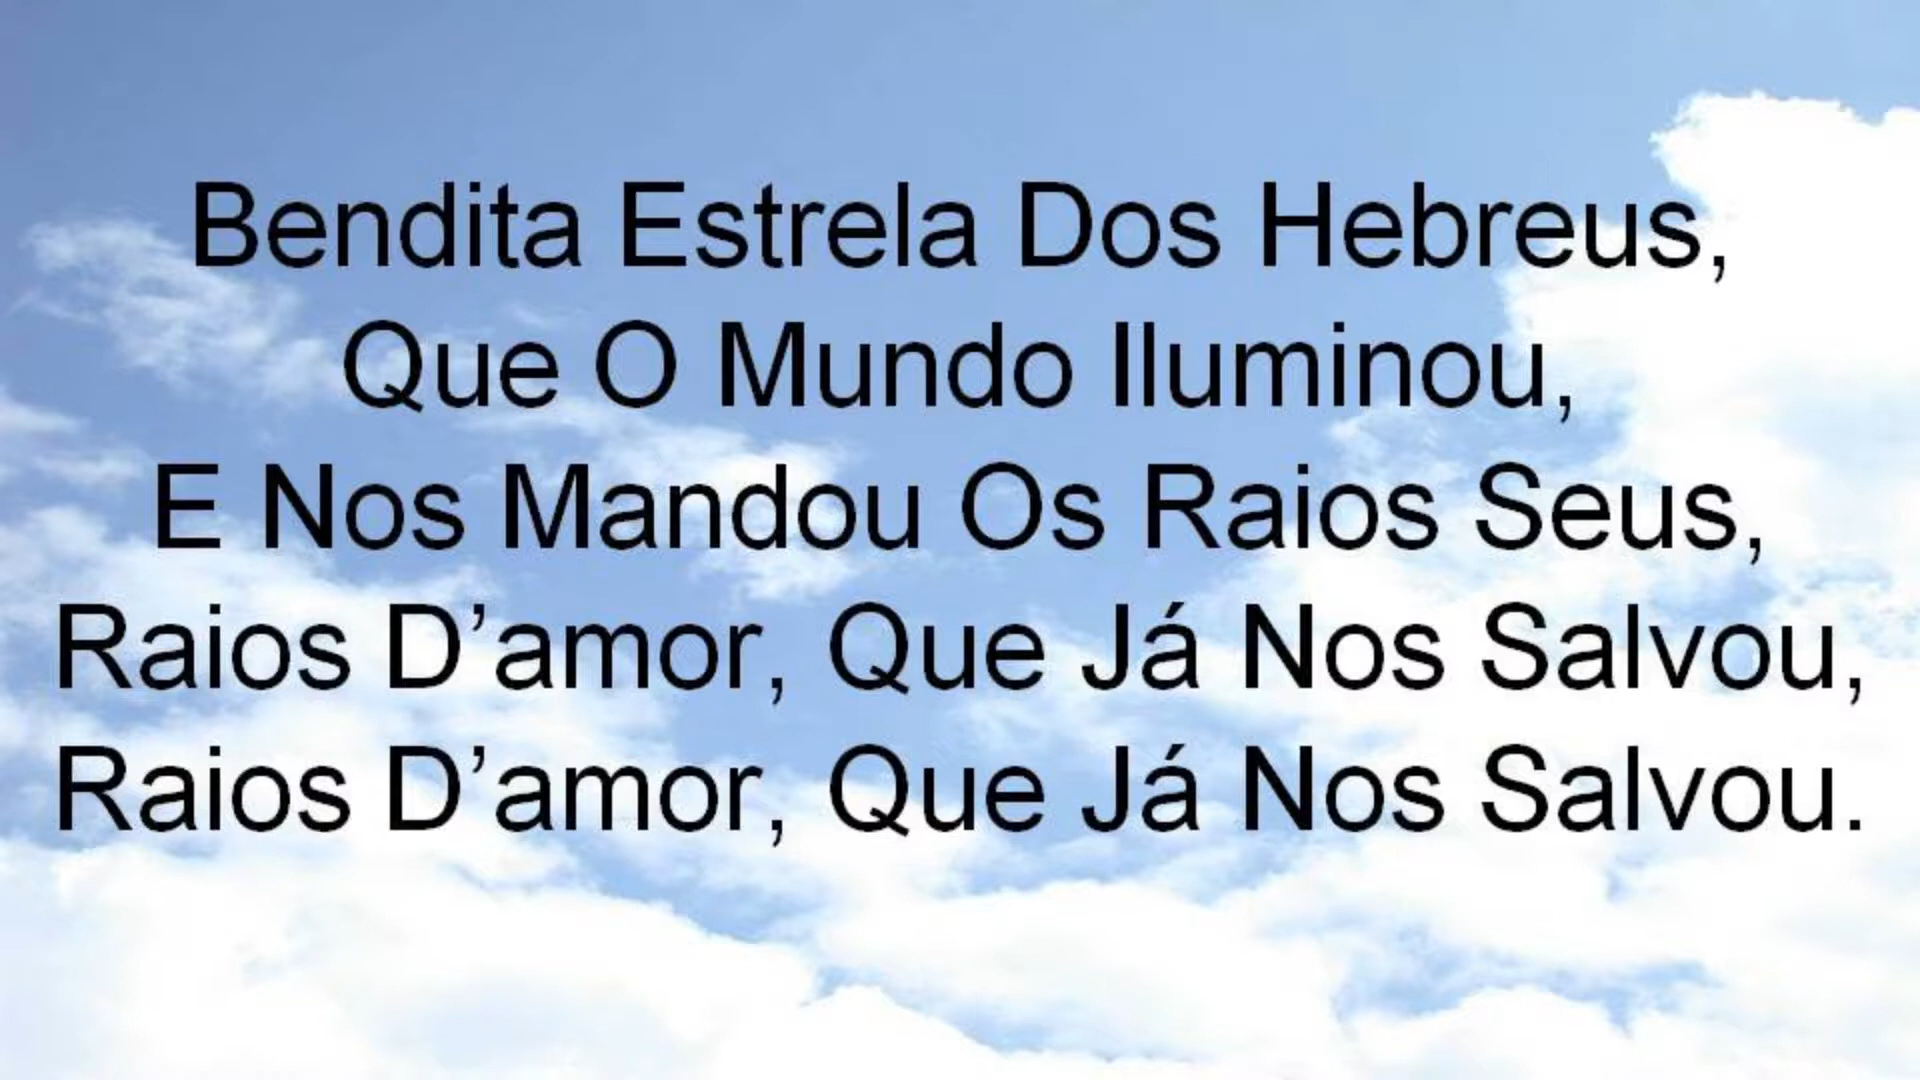 Bendita Estrela Dos Hebreus,
Que O Mundo Iluminou,
E Nos Mandou Os Raios Seus,
Raios D’amor, Que Já Nos Salvou,
Raios D’amor, Que Já Nos Salvou.